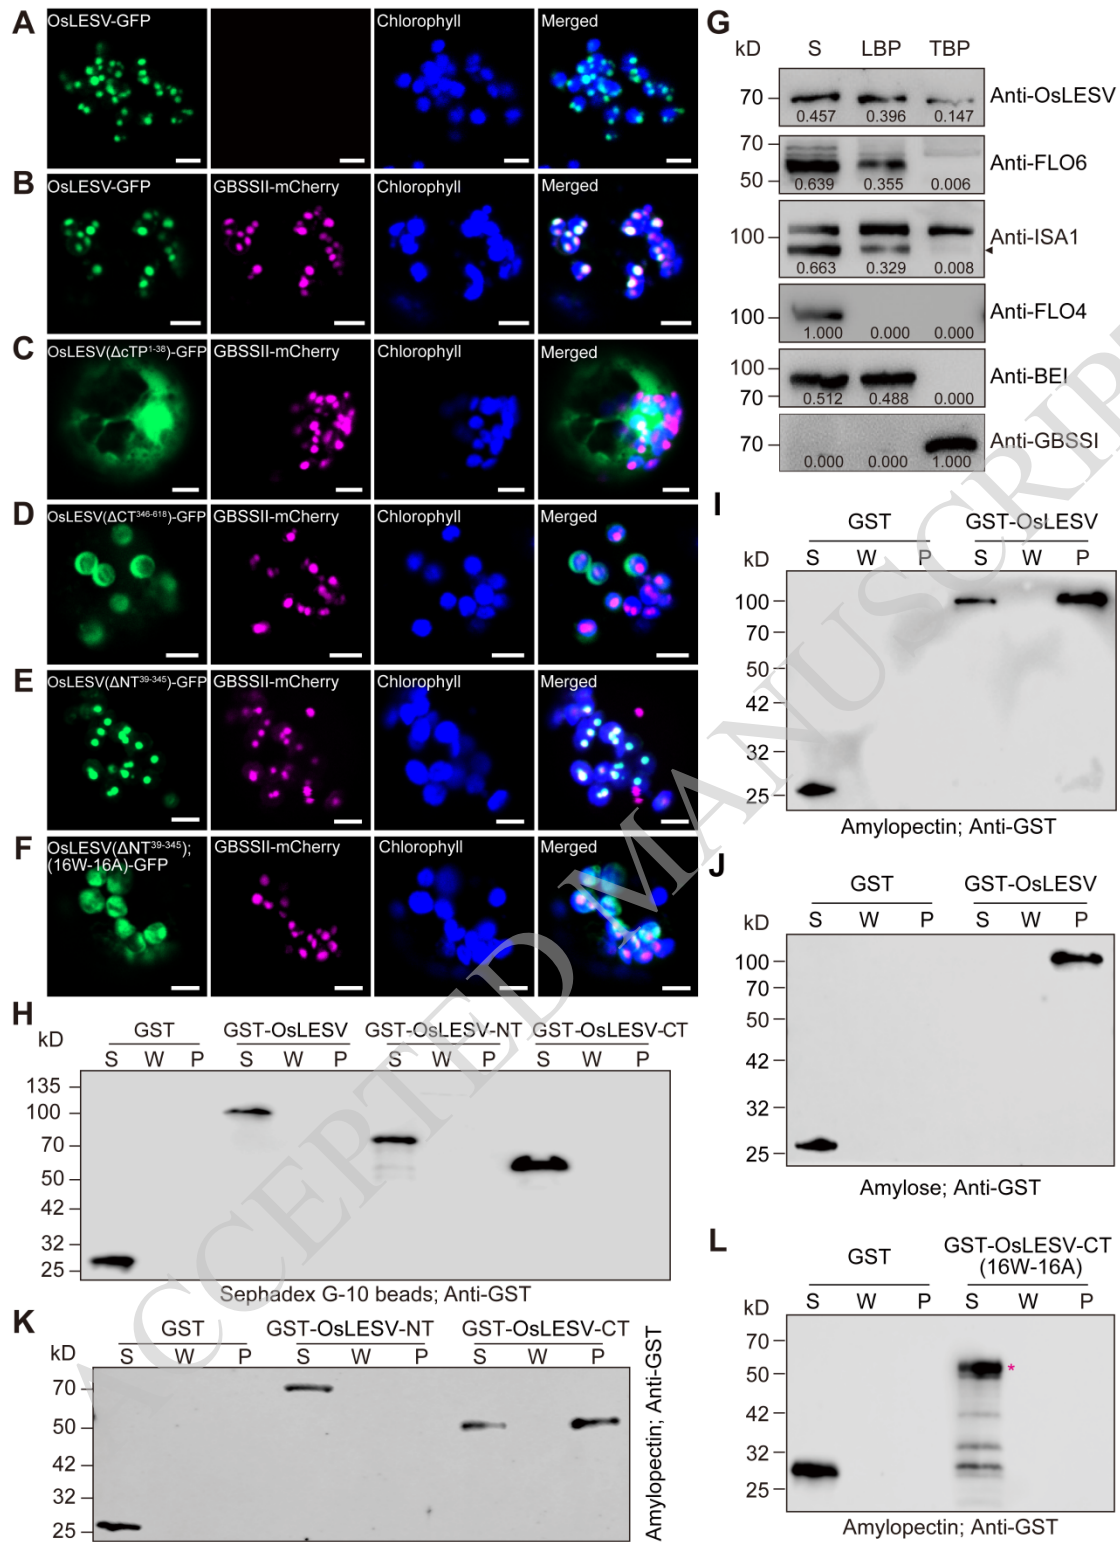 A
OsLESV-GFP
Chlorophyll
Merged
B
OsLESV-GFP
GBSSII-mCherry
Chlorophyll
Merged
C
OsLESV(ΔcTP1-38)-GFP
GBSSII-mCherry
Chlorophyll
Merged
D
OsLESV(ΔCT346-618)-GFP
GBSSII-mCherry
Chlorophyll
Merged
E
OsLESV(ΔNT39-345)-GFP
GBSSII-mCherry
Chlorophyll
Merged
F
OsLESV(ΔNT39-345);
(16W-16A)-GFP
GBSSII-mCherry
Chlorophyll
Merged
G
kD S LBP TBP
70 Anti-OsLESV
0.457 0.396 0.147
70 Anti-FLO6
50
0.639 0.355 0.006
100 Anti-ISA1
0.663 0.329 0.008
100 Anti-FLO4
1.000 0.000 0.000
100 Anti-BEI
70
0.512 0.488 0.000
70 Anti-GBSSI
0.000 0.000 1.000
H
GST GST-OsLESV GST-OsLESV-NT GST-OsLESV-CT
kD S W P S W P S W P S W P
135
100
70
50
42
32
25
Sephadex G-10 beads; Anti-GST
I
GST GST-OsLESV
kD S W P S W P
100
70
50
42
32
25
Amylopectin; Anti-GST
J
GST GST-OsLESV
kD S W P S W P
100
70
50
42
32
25
Amylose; Anti-GST
K
GST GST-OsLESV-NT GST-OsLESV-CT
kD S W P S W P S W P
70
50
42
32
25
Amylopectin; Anti-GST
L
GST GST-OsLESV-CT
(16W-16A)
kD S W P S W P
70
50 *
42
32
25
Amylopectin; Anti-GST
ACCEPTED MANUSCRIPT